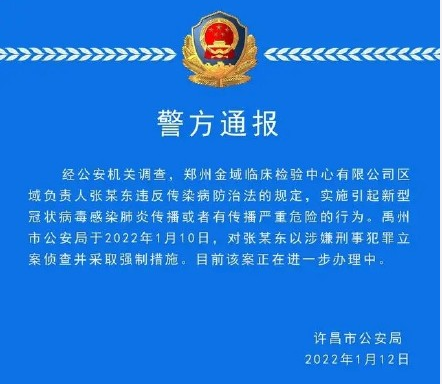 警方通报
经公安机关调查，郑州金域临床检验中心有限公司区
域负责人张某东违反传染病防治法的规定，实施引起新型
冠状病毒感染肺炎传播或者有传播严重危险的行为。禹州
市公安局于2022年1月10日，对张某东以涉嫌刑事犯罪立
案侦查并采取强制措施。目前该案正在进一步办理中。
许昌市公安局
2022年1月12日